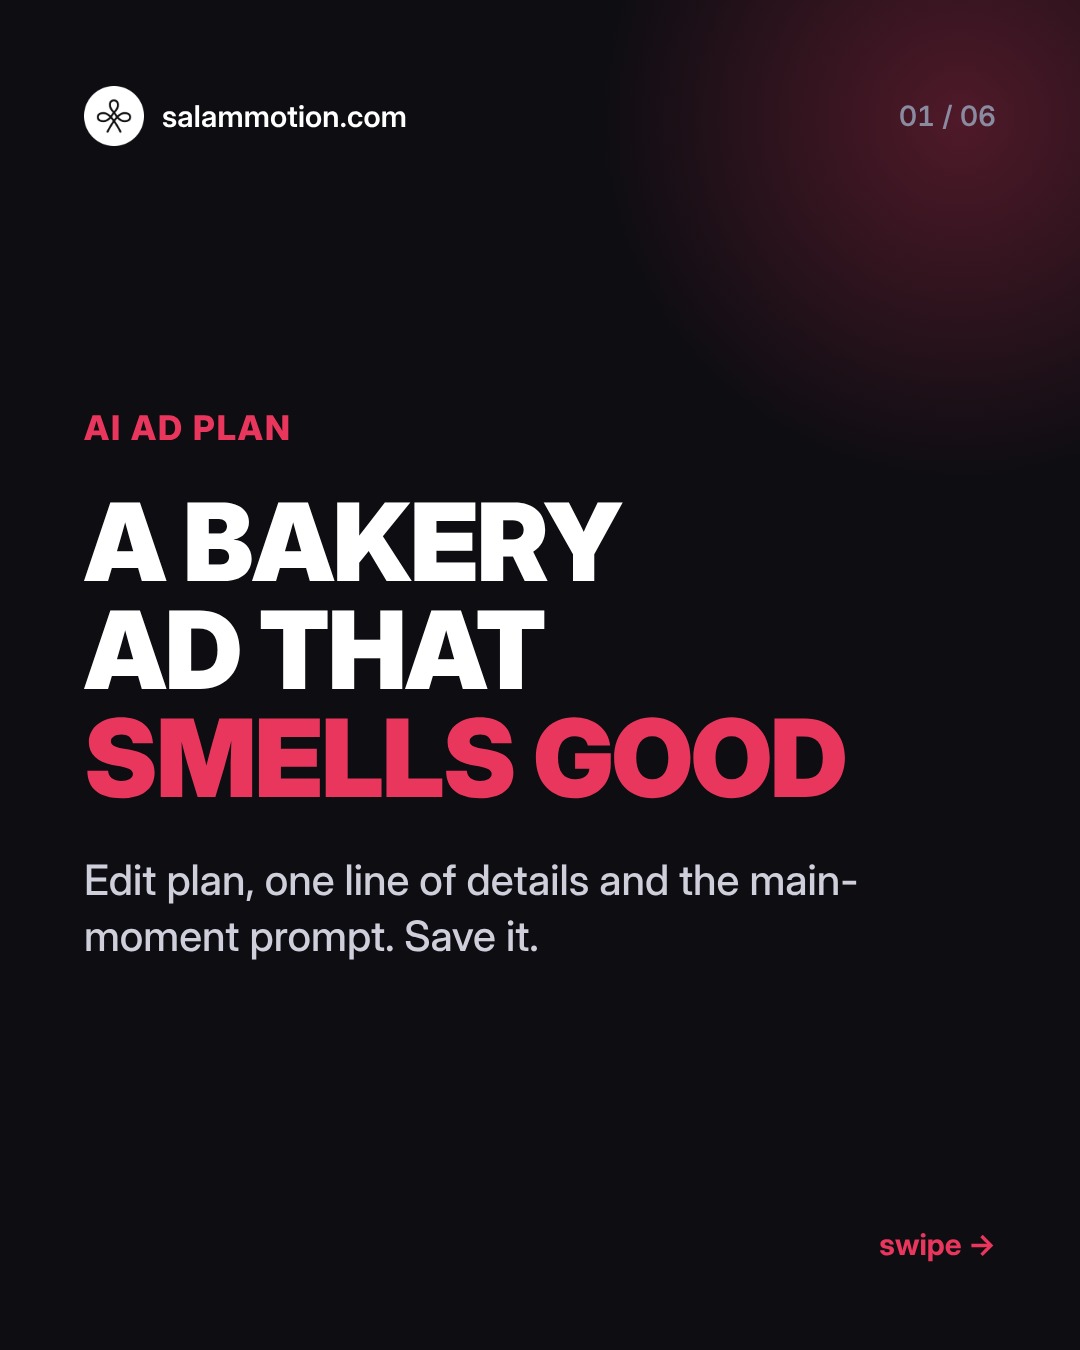 salammotion.com
01 / 06
AI AD PLAN
A BAKERY
AD THAT
SMELLS GOOD
Edit plan, one line of details and the main-
moment prompt. Save it.
swipe →